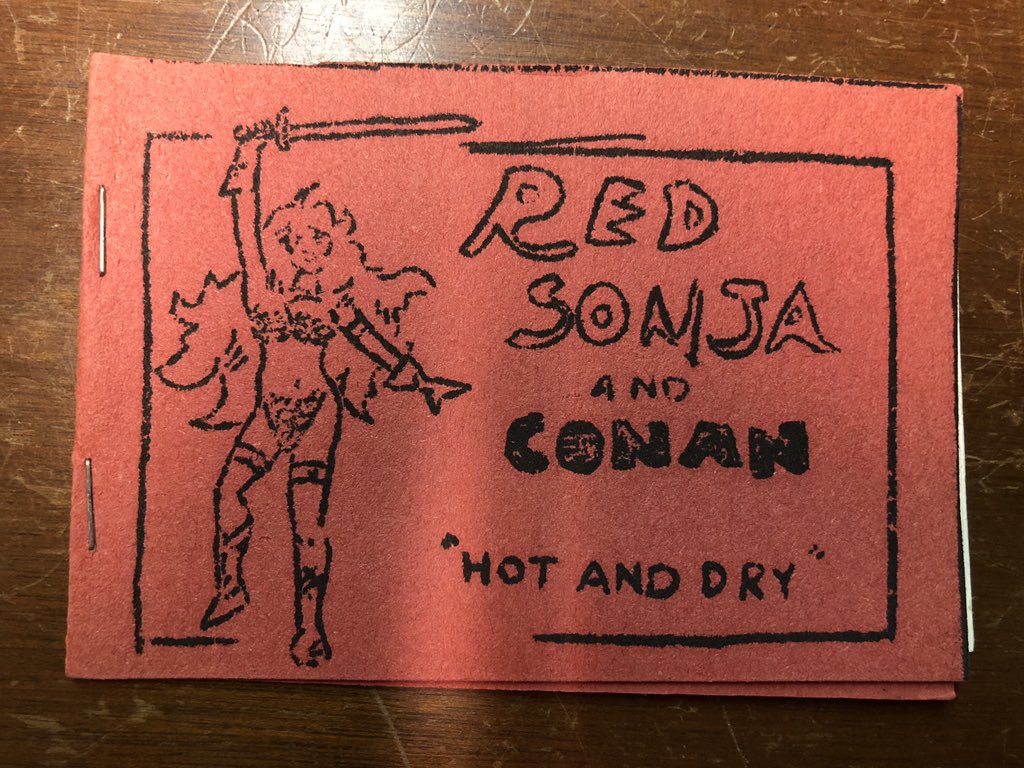 RED
SONJA
AND
CONAN
"HOT AND DRY"